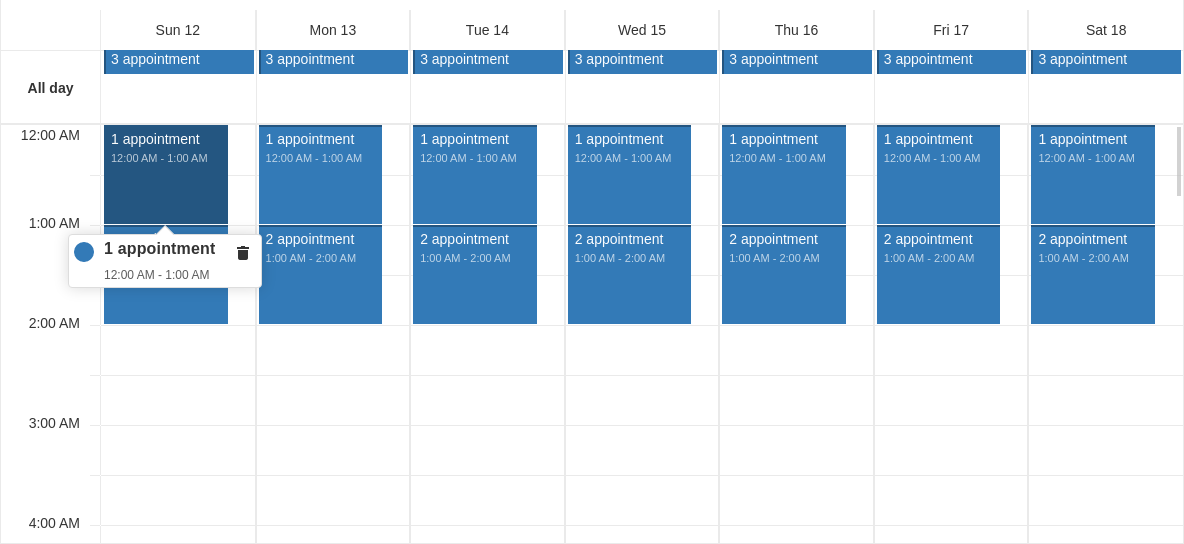 Sun 12
Mon 13
Tue 14
Wed 15
Thu 16
Fri 17
Sat 18
All day
3 appointment
3 appointment
3 appointment
3 appointment
3 appointment
3 appointment
3 appointment
12:00 AM
1 appointment
12:00 AM - 1:00 AM
1 appointment
12:00 AM - 1:00 AM
1 appointment
12:00 AM - 1:00 AM
1 appointment
12:00 AM - 1:00 AM
1 appointment
12:00 AM - 1:00 AM
1 appointment
12:00 AM - 1:00 AM
1 appointment
12:00 AM - 1:00 AM
1:00 AM
1 appointment
12:00 AM - 1:00 AM
2 appointment
1:00 AM - 2:00 AM
2 appointment
1:00 AM - 2:00 AM
2 appointment
1:00 AM - 2:00 AM
2 appointment
1:00 AM - 2:00 AM
2 appointment
1:00 AM - 2:00 AM
2 appointment
1:00 AM - 2:00 AM
2:00 AM
3:00 AM
4:00 AM